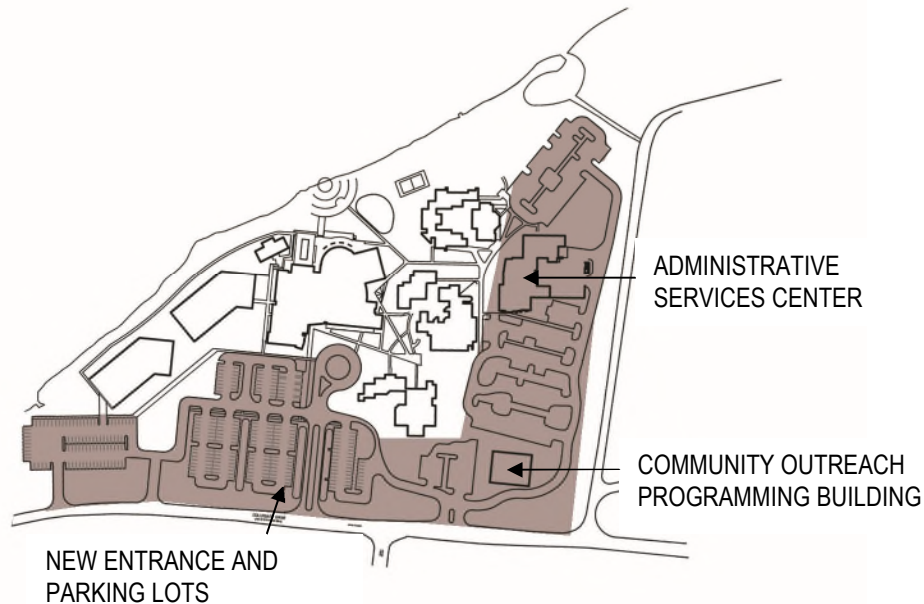 ADMINISTRATIVE
SERVICES CENTER
COMMUNITY OUTREACH
PROGRAMMING BUILDING
NEW ENTRANCE AND
PARKING LOTS